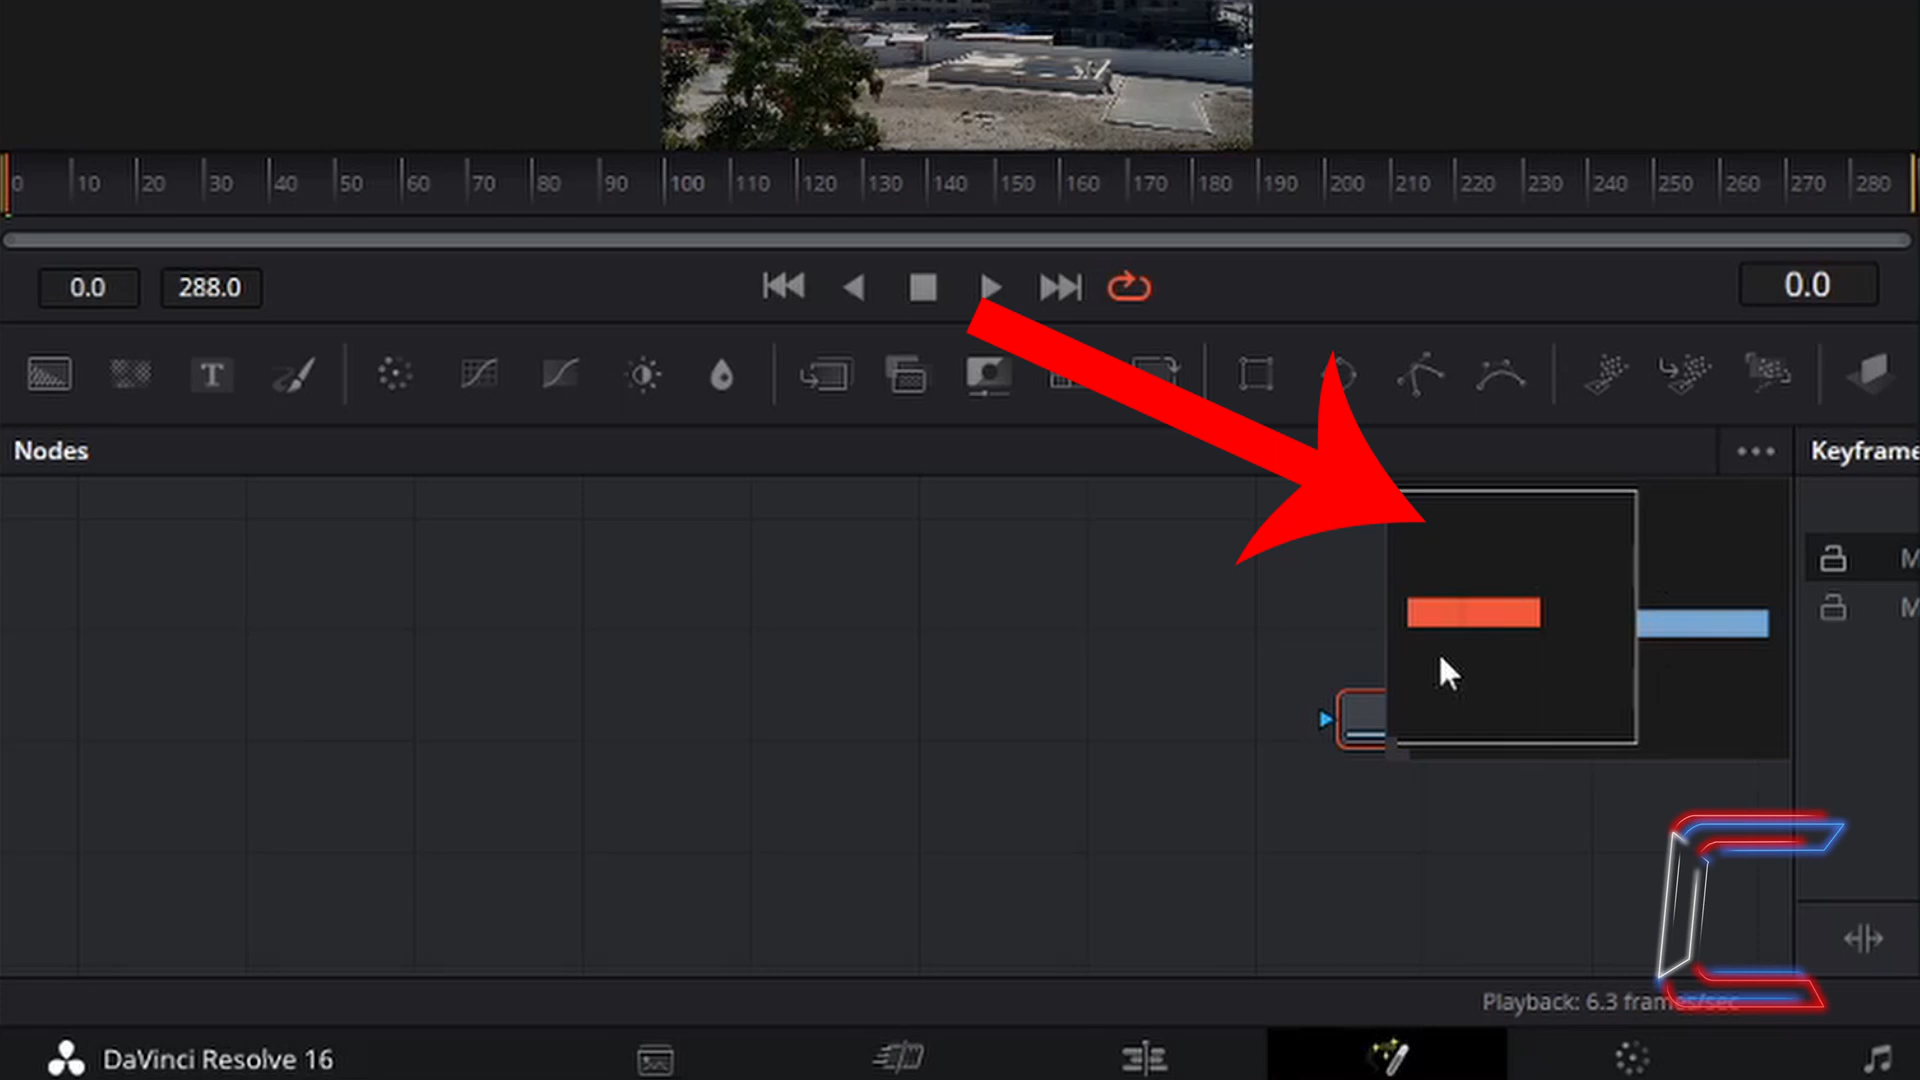 0 10 20 30 40 50 60 70 80 90 100 110 120 130 140 150 160 170 180 190 200 210 220 230 240 250 260 270 280
0.0 288.0 0.0
T
Nodes Keyframe
M
M
Playback: 6.3 frames/sec
DaVinci Resolve 16